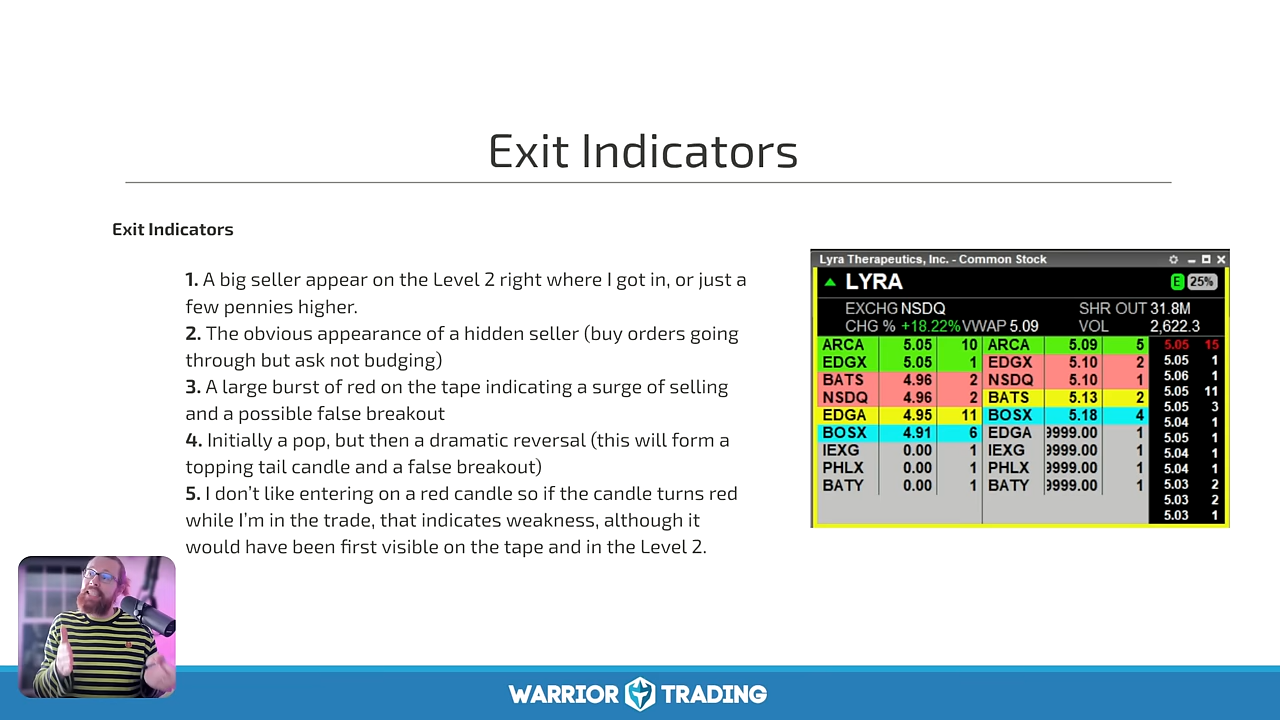 Exit Indicators
Exit Indicators
1. A big seller appear on the Level 2 right where I got in, or just a
few pennies higher.
2. The obvious appearance of a hidden seller (buy orders going
through but ask not budging)
3. A large burst of red on the tape indicating a surge of selling
and a possible false breakout
4. Initially a pop, but then a dramatic reversal (this will form a
topping tail candle and a false breakout)
5. I don’t like entering on a red candle so if the candle turns red
while I’m in the trade, that indicates weakness, although it
would have been first visible on the tape and in the Level 2.
Lyra Therapeutics, Inc. - Common Stock
LYRA E 25%
EXCHG NSDQ SHR OUT 31.8M
CHG % +18.22% VWAP 5.09 VOL 2,622.3
ARCA 5.05 10 ARCA 5.09 5 5.05 15
EDGX 5.05 1 EDGX 5.10 2 5.05 1
BATS 4.96 2 NSDQ 5.10 1 5.06 1
NSDQ 4.96 2 BATS 5.13 2 5.05 11
EDGA 4.95 11 BOSX 5.18 4 5.05 3
BOSX 4.91 6 EDGA 9999.00 1 5.04 1
IEXG 0.00 1 IEXG 9999.00 1 5.05 1
PHLX 0.00 1 PHLX 9999.00 1 5.04 1
BATY 0.00 1 BATY 9999.00 1 5.04 1
5.03 2
5.03 2
5.03 1
WARRIOR TRADING